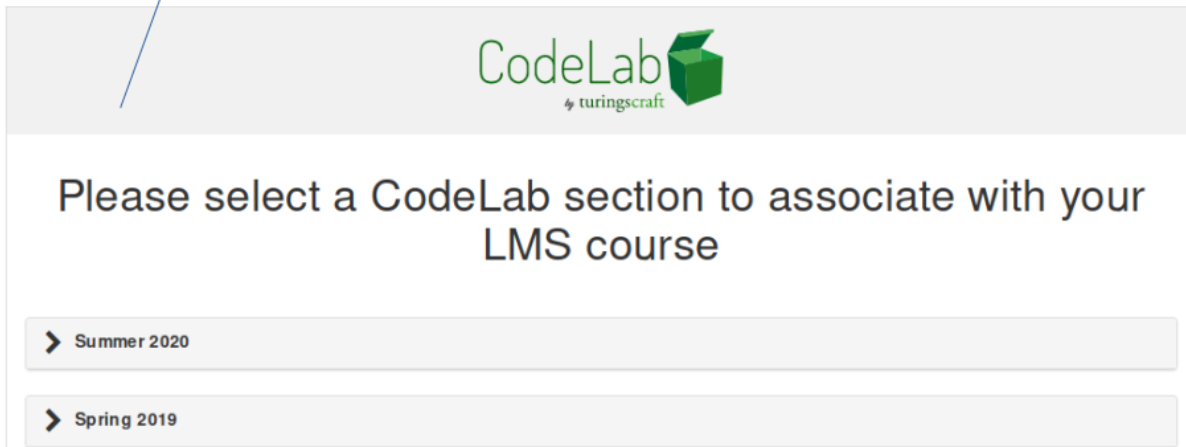 CodeLab
by turingscraft
Please select a CodeLab section to associate with your
LMS course
Summer 2020
Spring 2019